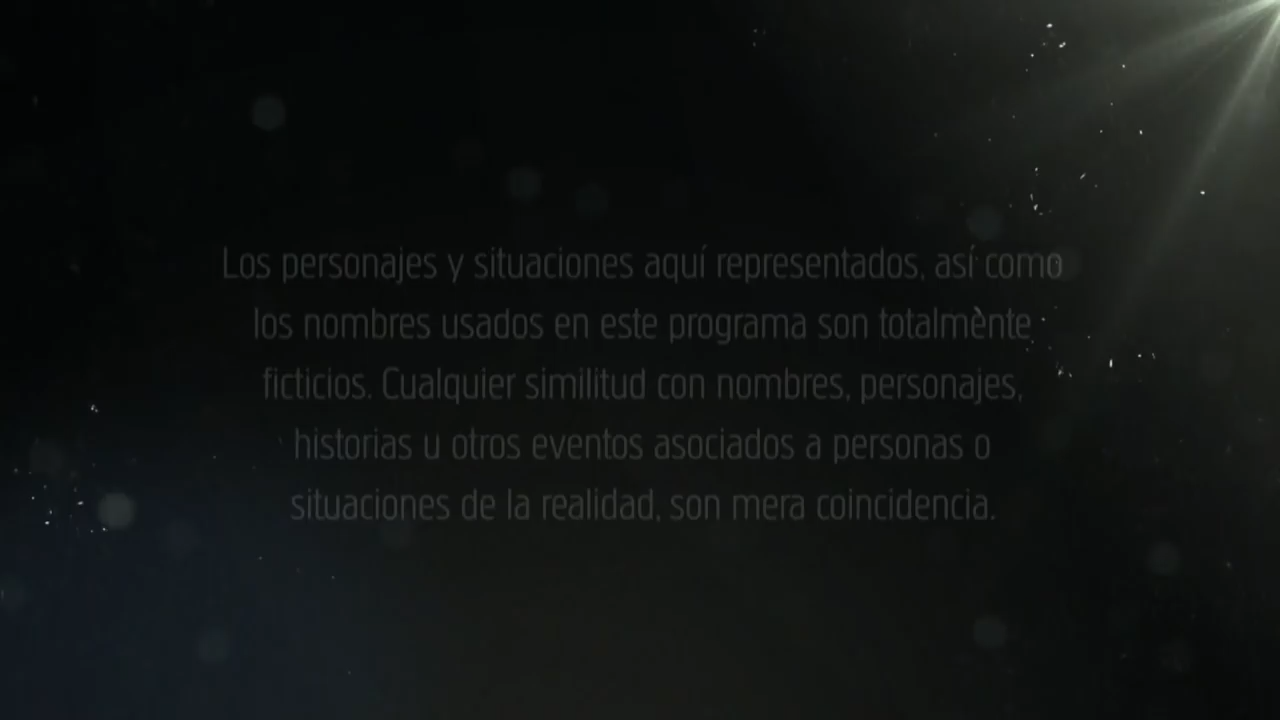 Los personajes y situaciones aquí representados, así como
los nombres usados en este programa son totalmente
ficticios. Cualquier similitud con nombres, personajes,
historias u otros eventos asociados a personas o
situaciones de la realidad, son mera coincidencia.